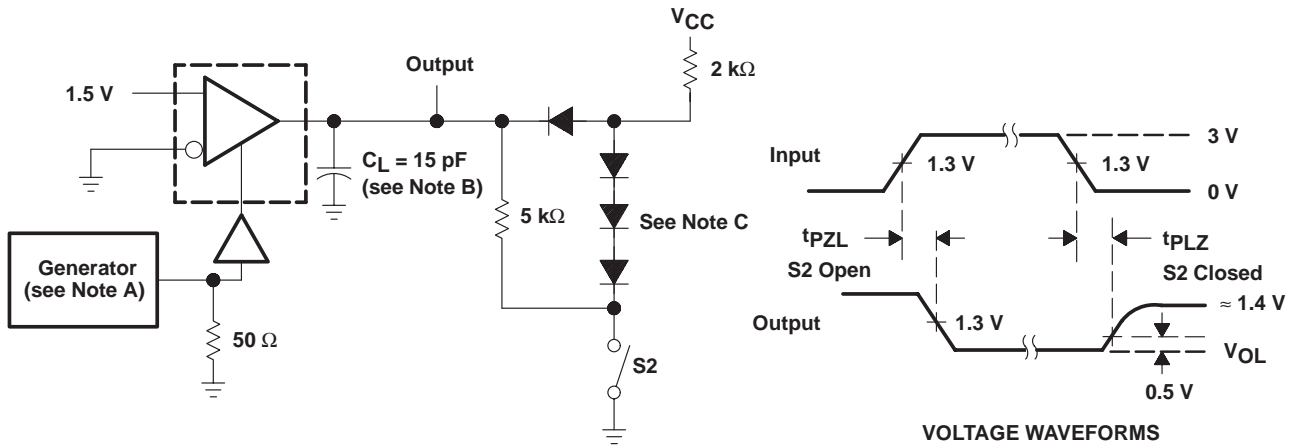 VCC
2 kΩ
Output
1.5 V
CL = 15 pF
(see Note B)
5 kΩ
See Note C
Generator
(see Note A)
50 Ω
S2
Input
1.3 V
1.3 V
3 V
0 V
tPZL
tPLZ
S2 Open
S2 Closed
≈ 1.4 V
Output
1.3 V
VOL
0.5 V
VOLTAGE WAVEFORMS